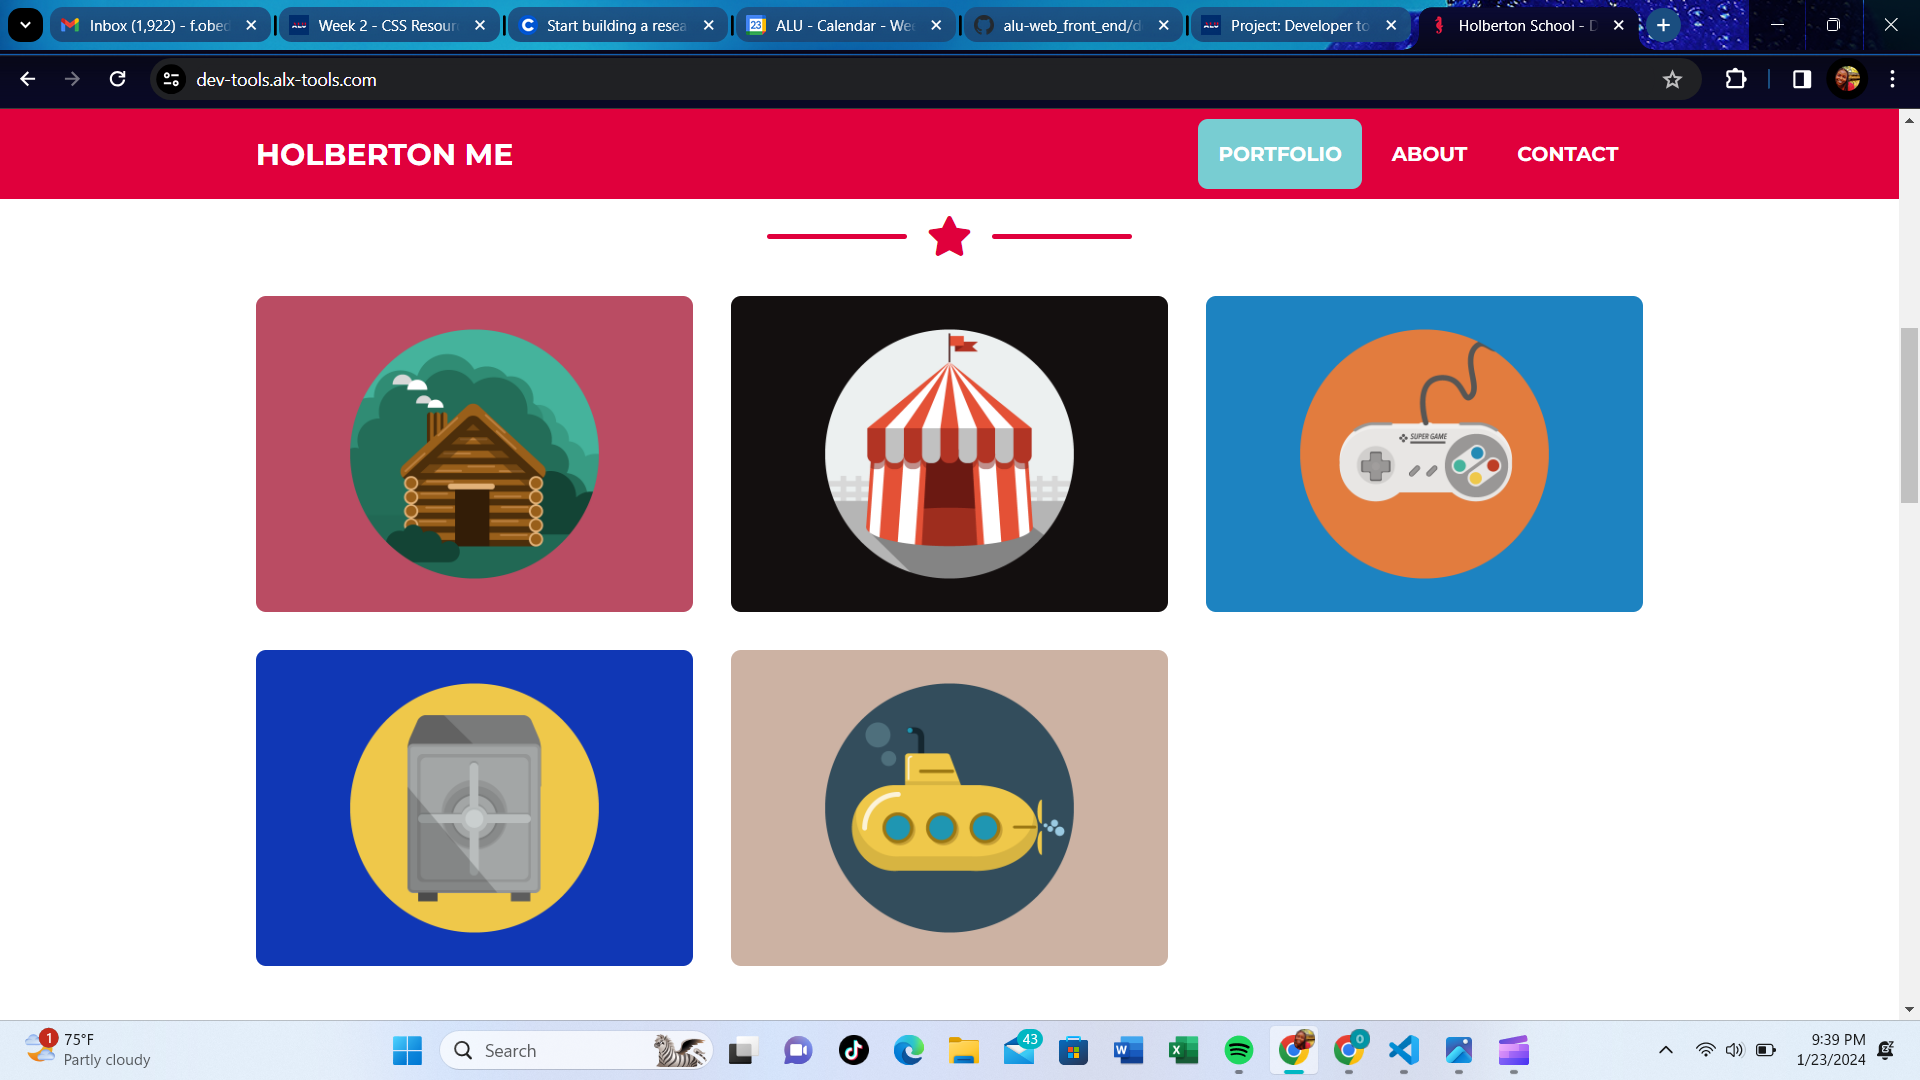 Inbox (1,922) - f.obed
Week 2 - CSS Resour
Start building a resea
ALU - Calendar - We
alu-web_front_end/d
Project: Developer to
Holberton School - D
dev-tools.alx-tools.com
HOLBERTON ME
PORTFOLIO
ABOUT
CONTACT
SUPER GAME
1
75°F
Partly cloudy
Search
43
9:39 PM
1/23/2024